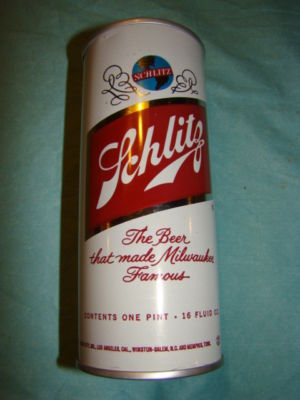 SCHLITZ
Schlitz
The Beer
that made Milwaukee
Famous
CONTENTS ONE PINT • 16 FLUID OZ
LOS ANGELES, CAL., WINSTON-SALEM, N.C. AND MEMPHIS, TENN.